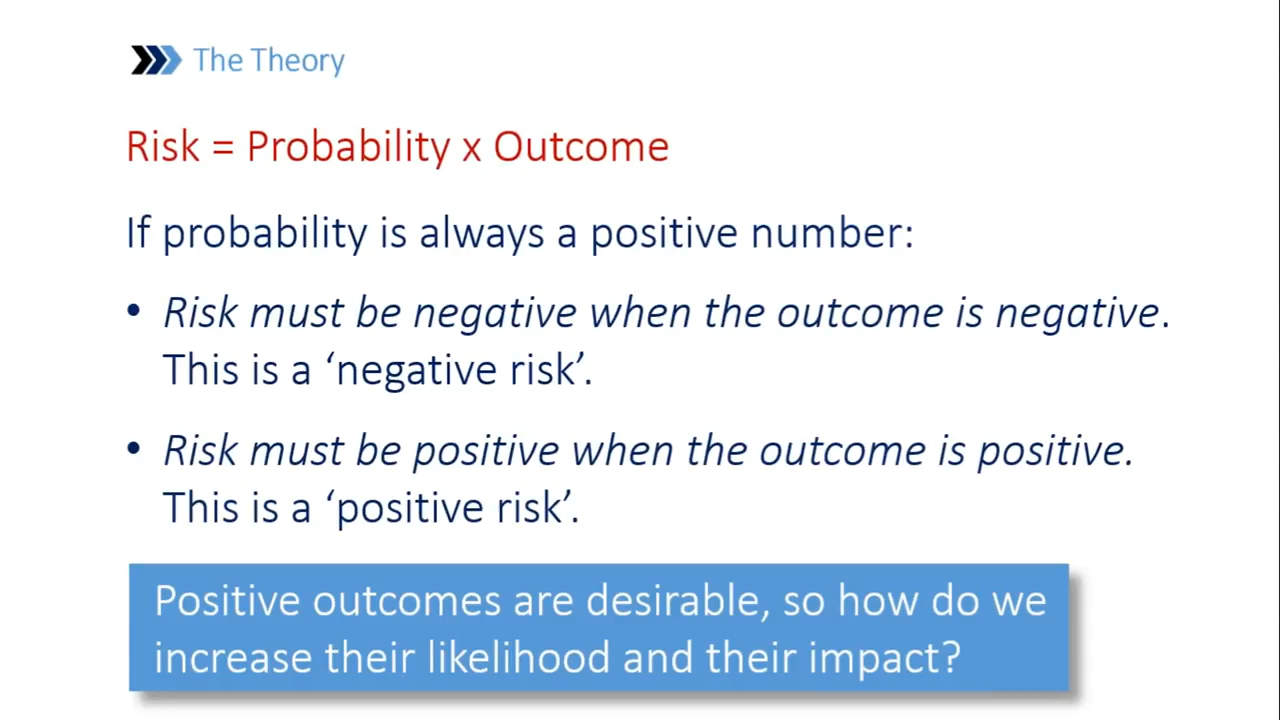 The Theory
Risk = Probability x Outcome
If probability is always a positive number:
• Risk must be negative when the outcome is negative.
This is a ‘negative risk’.
• Risk must be positive when the outcome is positive.
This is a ‘positive risk’.
Positive outcomes are desirable, so how do we
increase their likelihood and their impact?